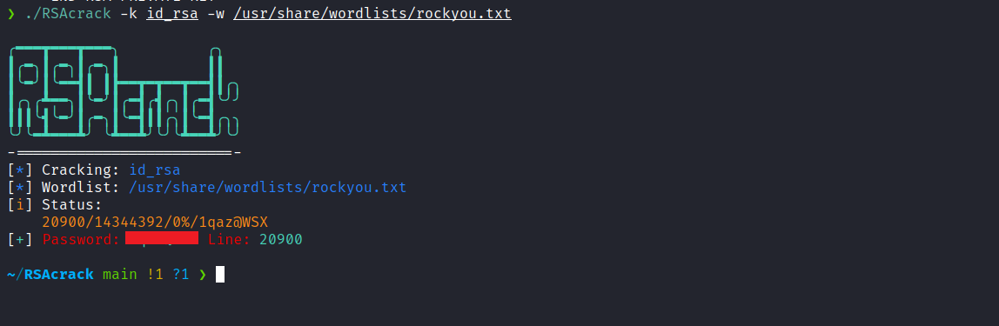 ❯ ./RSAcrack -k id_rsa -w /usr/share/wordlists/rockyou.txt
RSAcrack
-=========================-
[*] Cracking: id_rsa
[*] Wordlist: /usr/share/wordlists/rockyou.txt
[i] Status:
20900/14344392/0%/1qaz@WSX
[+] Password: Line: 20900
~/RSAcrack main !1 ?1 ❯